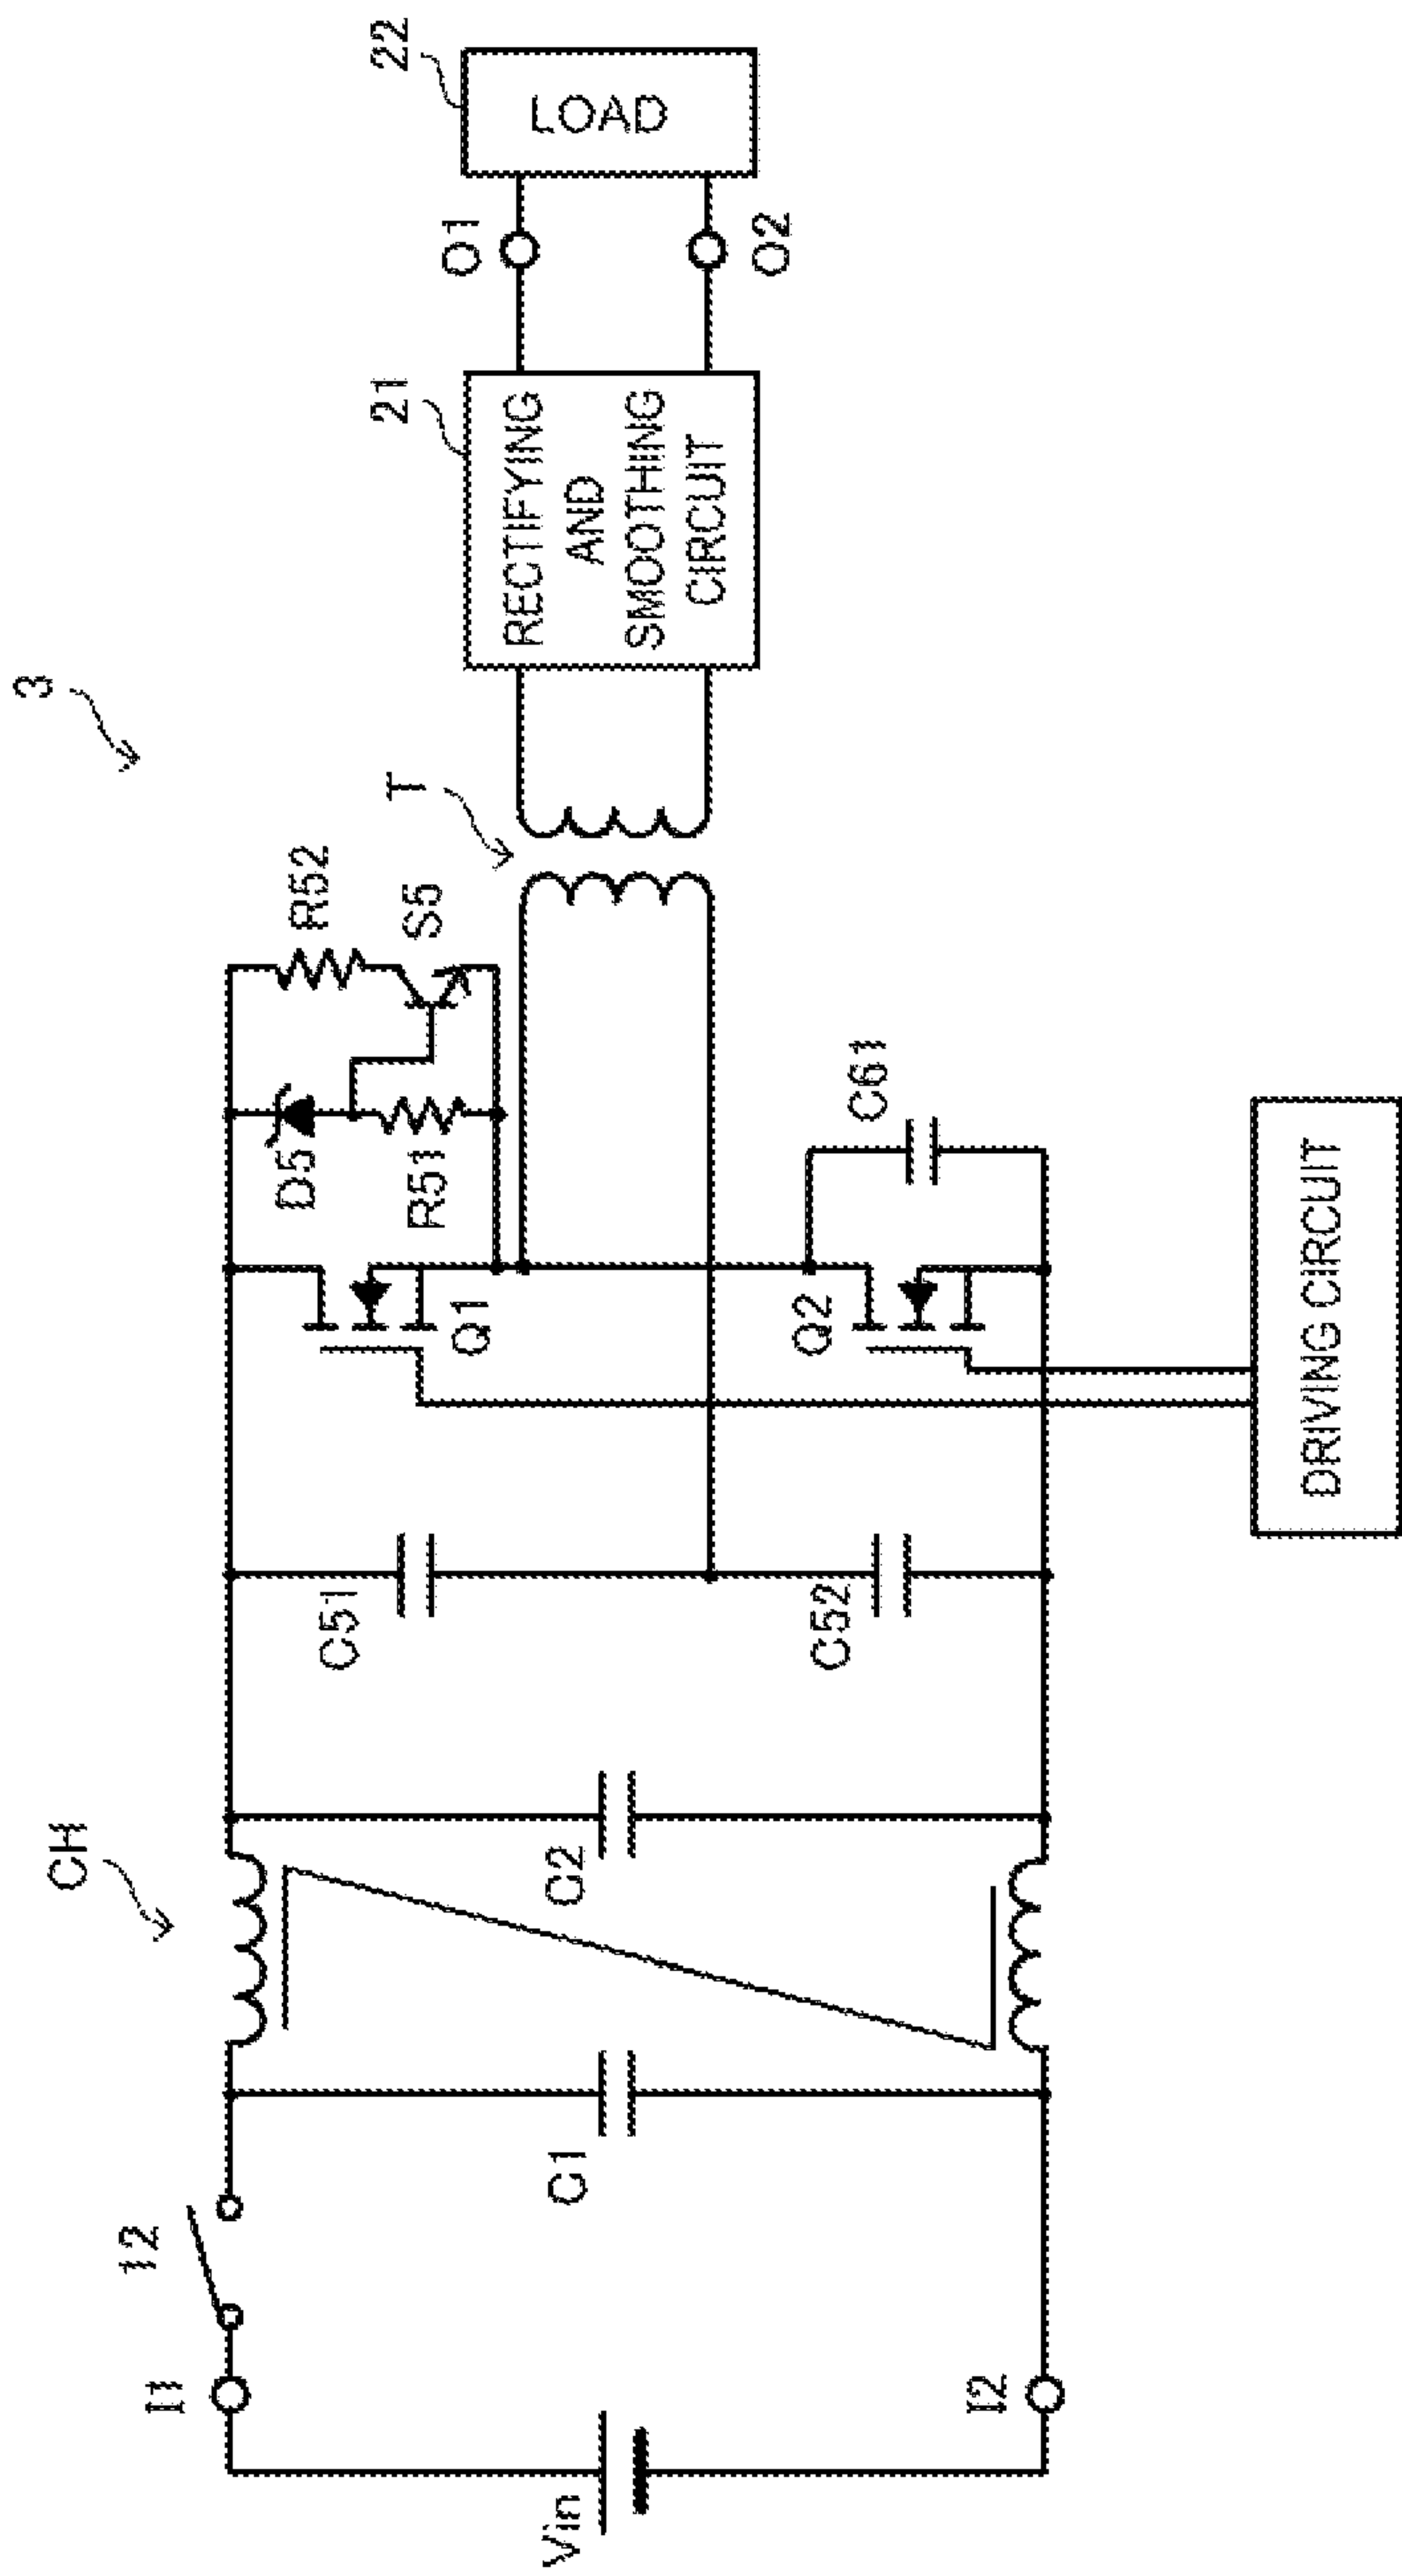 3
CH
12
I1
Vin
I2
C1
C2
C51
C52
Q1
Q2
D5
R51
R52
S5
C61
T
21
RECTIFYING
AND
SMOOTHING
CIRCUIT
O1
O2
22
LOAD
DRIVING CIRCUIT